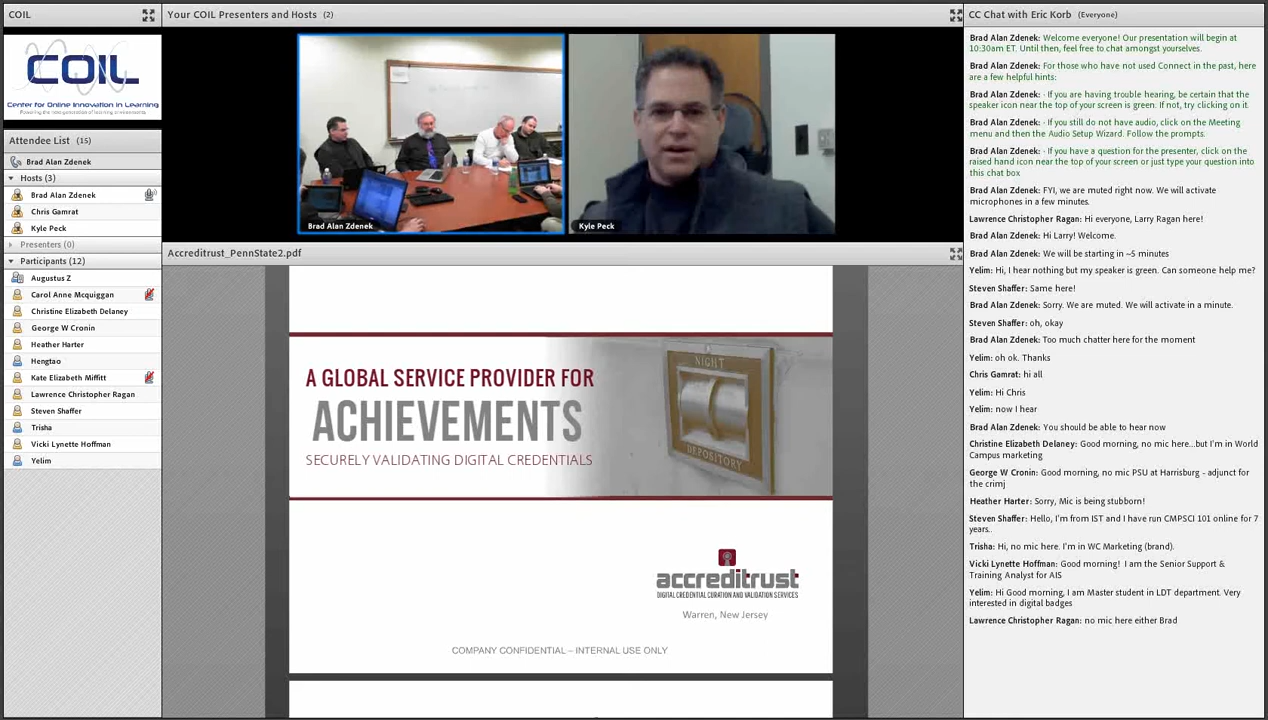 COIL
COIL
Center for Online Innovation in Learning
Attendee List (15)
Brad Alan Zdenek
Hosts (3)
Brad Alan Zdenek
Chris Gamrat
Kyle Peck
Presenters (0)
Participants (12)
Augustus Z
Carol Anne Mcquiggan
Christine Elizabeth Delaney
George W Cronin
Heather Harter
Hengtao
Kate Elizabeth Miffitt
Lawrence Christopher Ragan
Steven Shaffer
Trisha
Vicki Lynette Hoffman
Yelim
Your COIL Presenters and Hosts (2)
Brad Alan Zdenek
Kyle Peck
Accreditrust_PennState2.pdf
A GLOBAL SERVICE PROVIDER FOR
ACHIEVEMENTS
SECURELY VALIDATING DIGITAL CREDENTIALS
NIGHT
DEPOSITORY
accreditrust
DIGITAL CREDENTIAL CURATION AND VALIDATION SERVICES
Warren, New Jersey
COMPANY CONFIDENTIAL – INTERNAL USE ONLY
CC Chat with Eric Korb (Everyone)
Brad Alan Zdenek: Welcome everyone! Our presentation will begin at
10:30am ET. Until then, feel free to chat amongst yourselves.
Brad Alan Zdenek: For those who have not used Connect in the past, here
are a few helpful hints:
Brad Alan Zdenek: · If you are having trouble hearing, be certain that the
speaker icon near the top of your screen is green. If not, try clicking on it.
Brad Alan Zdenek: · If you still do not have audio, click on the Meeting
menu and then the Audio Setup Wizard. Follow the prompts.
Brad Alan Zdenek: · If you have a question for the presenter, click on the
raised hand icon near the top of your screen or just type your question into
this chat box
Brad Alan Zdenek: FYI, we are muted right now. We will activate
microphones in a few minutes.
Lawrence Christopher Ragan: Hi everyone, Larry Ragan here!
Brad Alan Zdenek: Hi Larry! Welcome.
Brad Alan Zdenek: We will be starting in ~5 minutes
Yelim: Hi, I hear nothing but my speaker is green. Can someone help me?
Steven Shaffer: Same here!
Brad Alan Zdenek: Sorry. We are muted. We will activate in a minute.
Steven Shaffer: oh, okay
Brad Alan Zdenek: Too much chatter here for the moment
Yelim: oh ok. Thanks
Chris Gamrat: hi all
Yelim: Hi Chris
Yelim: now I hear
Brad Alan Zdenek: You should be able to hear now
Christine Elizabeth Delaney: Good morning, no mic here...but I'm in World
Campus marketing
George W Cronin: Good morning, no mic PSU at Harrisburg - adjunct for
the crimj
Heather Harter: Sorry, Mic is being stubborn!
Steven Shaffer: Hello, I'm from IST and I have run CMPSCI 101 online for 7
years..
Trisha: Hi, no mic here. I'm in WC Marketing (brand).
Vicki Lynette Hoffman: Good morning! I am the Senior Support &
Training Analyst for AIS
Yelim: Hi Good morning, I am Master student in LDT department. Very
interested in digital badges
Lawrence Christopher Ragan: no mic here either Brad